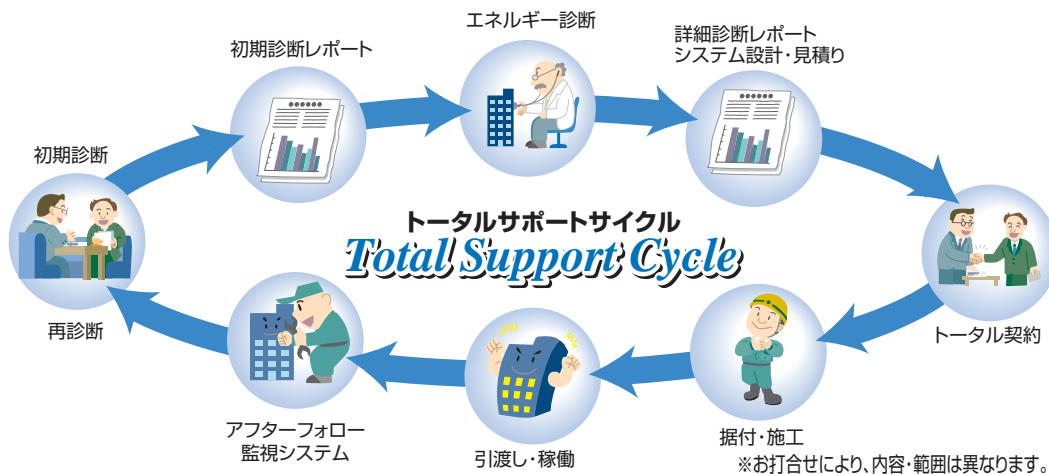 エネルギー診断
初期診断レポート
詳細診断レポート
システム設計・見積り
初期診断
トータルサポートサイクル
Total Support Cycle
再診断
トータル契約
アフターフォロー
監視システム
引渡し・稼働
据付・施工
※お打合せにより、内容・範囲は異なります。